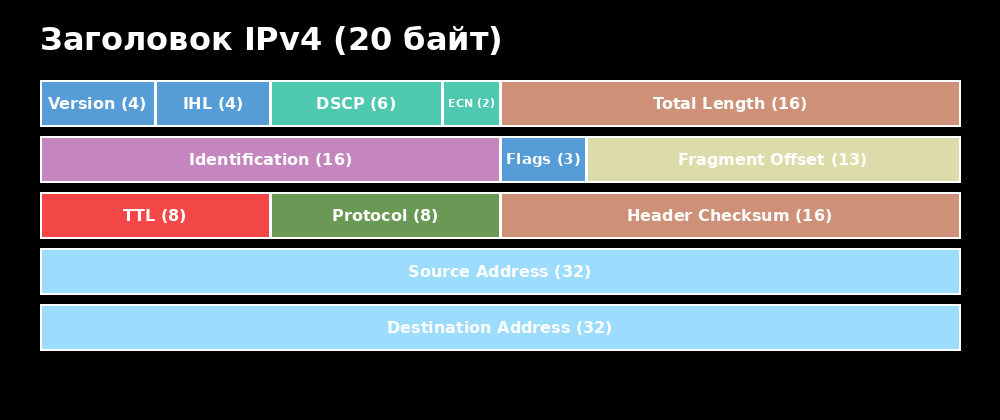 Заголовок IPv4 (20 байт)
Version (4) IHL (4) DSCP (6) ECN (2) Total Length (16)
Identification (16) Flags (3) Fragment Offset (13)
TTL (8) Protocol (8) Header Checksum (16)
Source Address (32)
Destination Address (32)